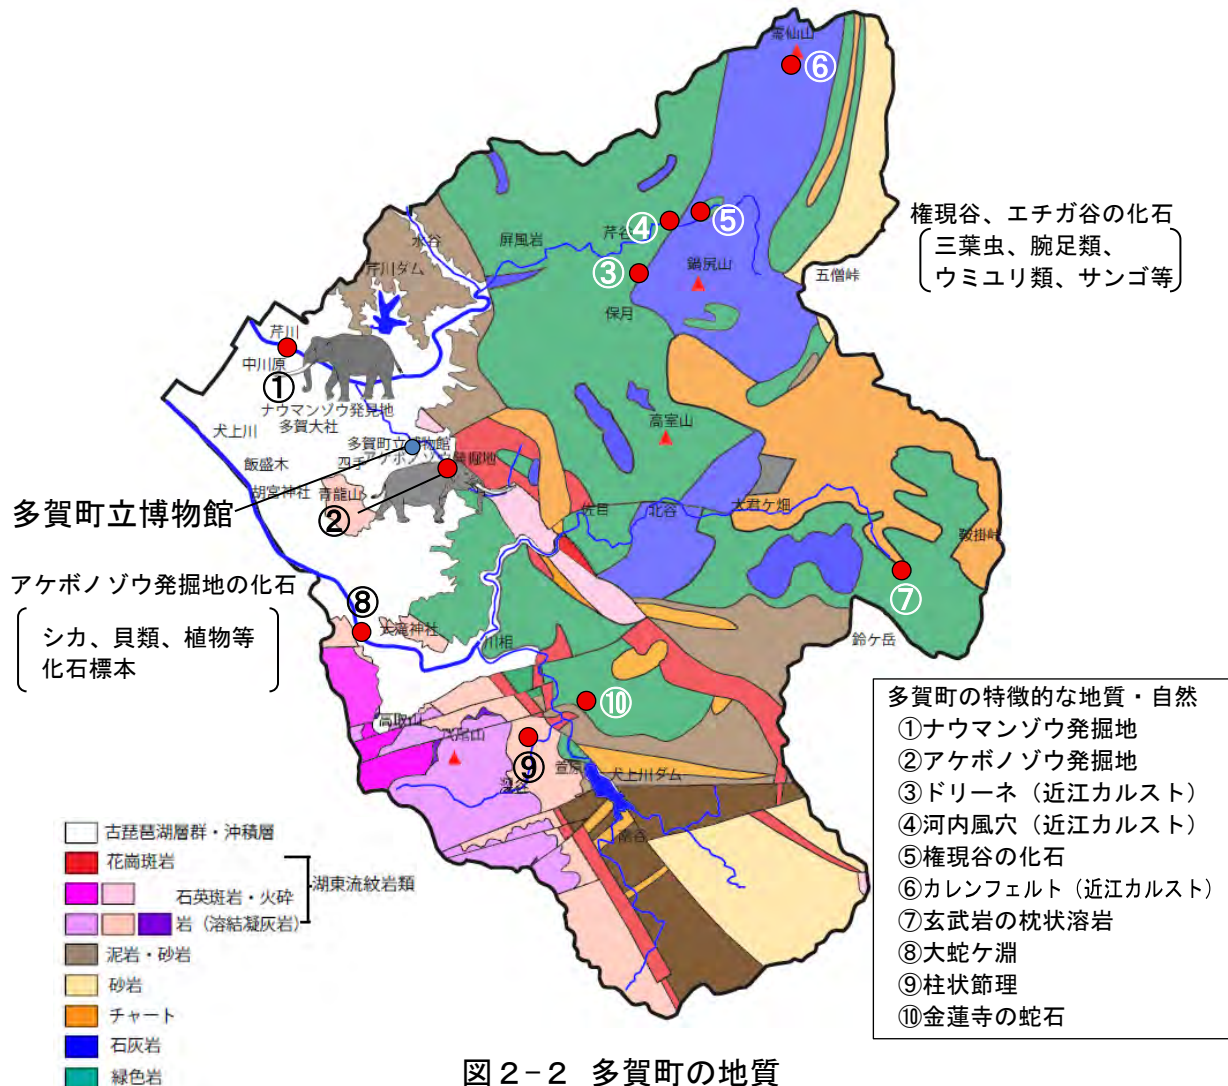 霊仙山
⑥
権現谷、エチガ谷の化石
三葉虫、腕足類、
ウミユリ類、サンゴ等
⑤
④
芹谷
屏風岩
水谷
③
鍋尻山
五僧峠
芹川ダム
保月
芹川
中川原
①
ナウマンゾウ発見地
多賀大社
犬上川
高室山
多賀町立博物館
四手
アケボノゾウ発掘地
飯盛木
胡宮神社
青龍山
多賀町立博物館
②
佐目
北谷
大君ケ畑
鞍掛峠
⑦
アケボノゾウ発掘地の化石
シカ、貝類、植物等
化石標本
⑧
大滝神社
川相
鈴ケ岳
⑩
高取山
八尾山
⑨
萱原
犬上川ダム
南谷
多賀町の特徴的な地質・自然
①ナウマンゾウ発掘地
②アケボノゾウ発掘地
③ドリーネ（近江カルスト）
④河内風穴（近江カルスト）
⑤権現谷の化石
⑥カレンフェルト（近江カルスト）
⑦玄武岩の枕状溶岩
⑧大蛇ケ淵
⑨柱状節理
⑩金蓮寺の蛇石
古琵琶湖層群・沖積層
花崗斑岩
石英斑岩・火砕
岩（溶結凝灰岩）
湖東流紋岩類
泥岩・砂岩
砂岩
チャート
石灰岩
緑色岩
図２−２ 多賀町の地質